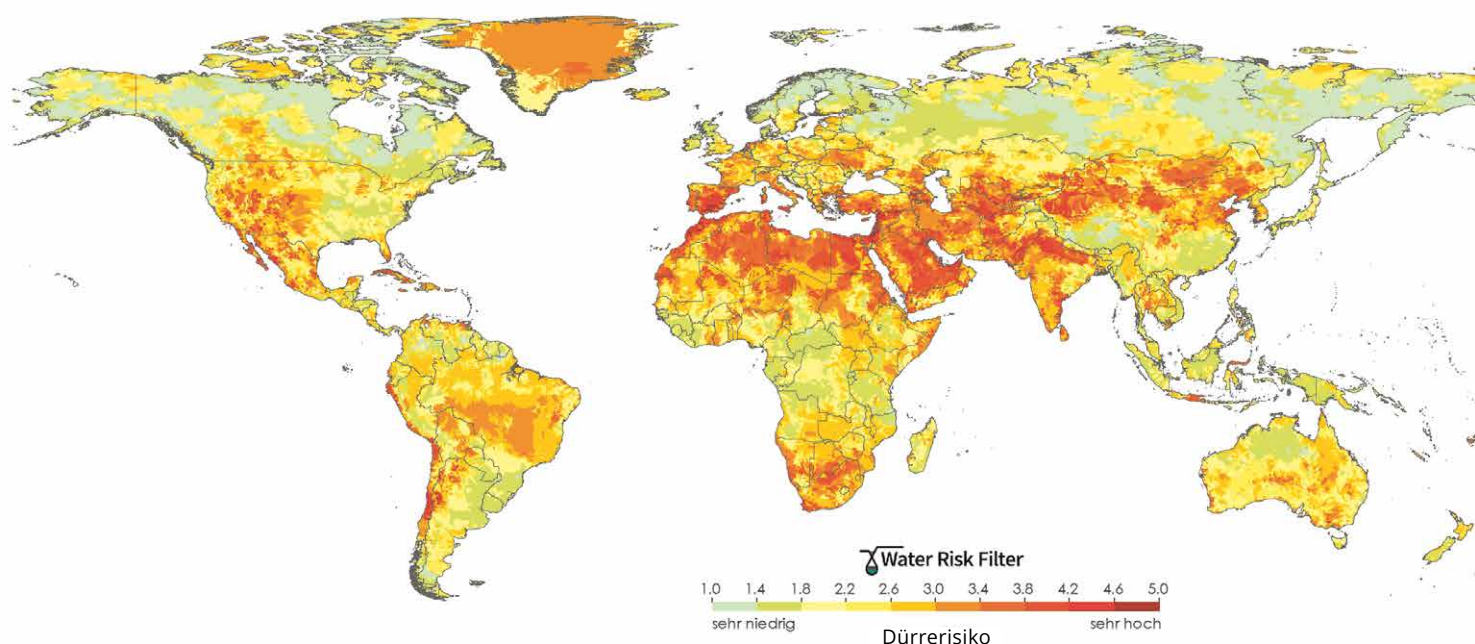 Water Risk Filter
1.0 1.4 1.8 2.2 2.6 3.0 3.4 3.8 4.2 4.6 5.0
sehr niedrig sehr hoch
Dürrerisiko